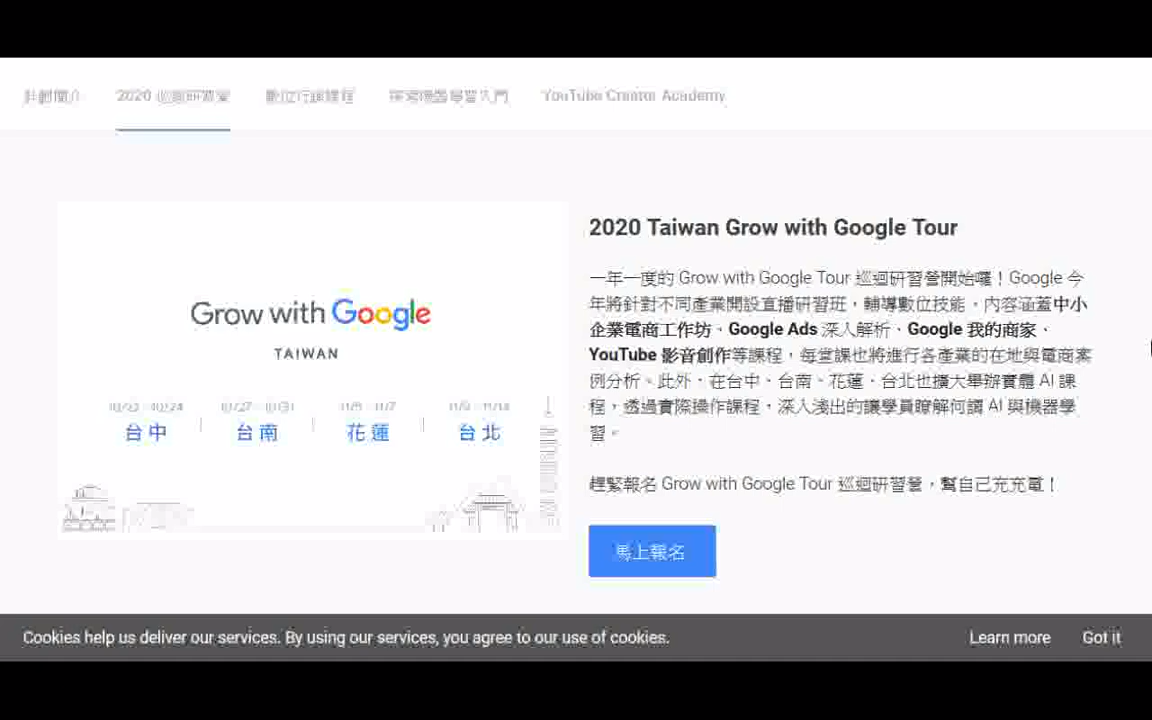 計劃簡介 2020 巡迴研習營 數位行銷課程 探索機器學習入門 YouTube Creator Academy
Grow with Google
TAIWAN
台中 台南 花蓮 台北
2020 Taiwan Grow with Google Tour
一年一度的 Grow with Google Tour 巡迴研習營開始囉！Google 今
年將針對不同產業開設直播研習班，輔導數位技能，內容涵蓋中小
企業電商工作坊、Google Ads 深入解析、Google 我的商家、
YouTube 影音創作等課程，每堂課也將進行各產業的在地與電商案
例分析。此外，在台中、台南、花蓮、台北也擴大舉辦實體 AI 課
程，透過實際操作課程，深入淺出的讓學員瞭解何謂 AI 與機器學
習。
趕緊報名 Grow with Google Tour 巡迴研習營，幫自己充充電！
馬上報名
Cookies help us deliver our services. By using our services, you agree to our use of cookies. Learn more Got it